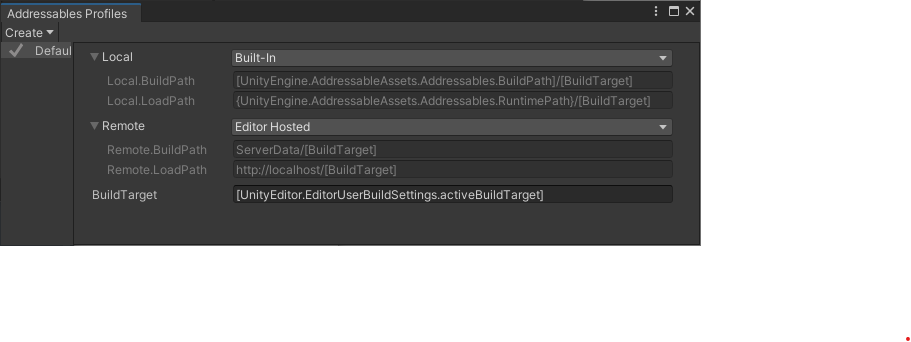 Addressables Profiles
Create
Defaul
Local
Built-In
Local.BuildPath [UnityEngine.AddressableAssets.Addressables.BuildPath]/[BuildTarget]
Local.LoadPath {UnityEngine.AddressableAssets.Addressables.RuntimePath}/[BuildTarget]
Remote
Editor Hosted
Remote.BuildPath ServerData/[BuildTarget]
Remote.LoadPath http://localhost/[BuildTarget]
BuildTarget [UnityEditor.EditorUserBuildSettings.activeBuildTarget]